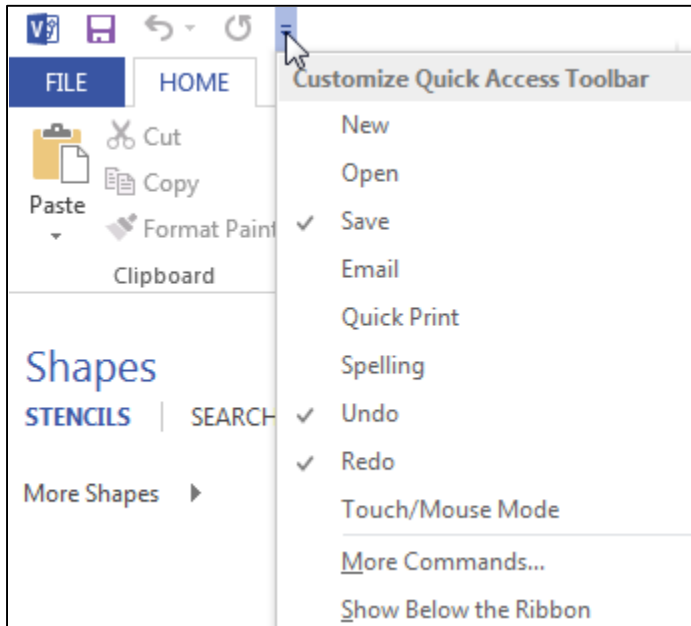 FILE HOME
Customize Quick Access Toolbar
New
Cut
Open
Copy
Paste
Save
Format Paint
Email
Clipboard
Quick Print
Shapes
Spelling
STENCILS SEARCH
Undo
Redo
More Shapes
Touch/Mouse Mode
More Commands...
Show Below the Ribbon